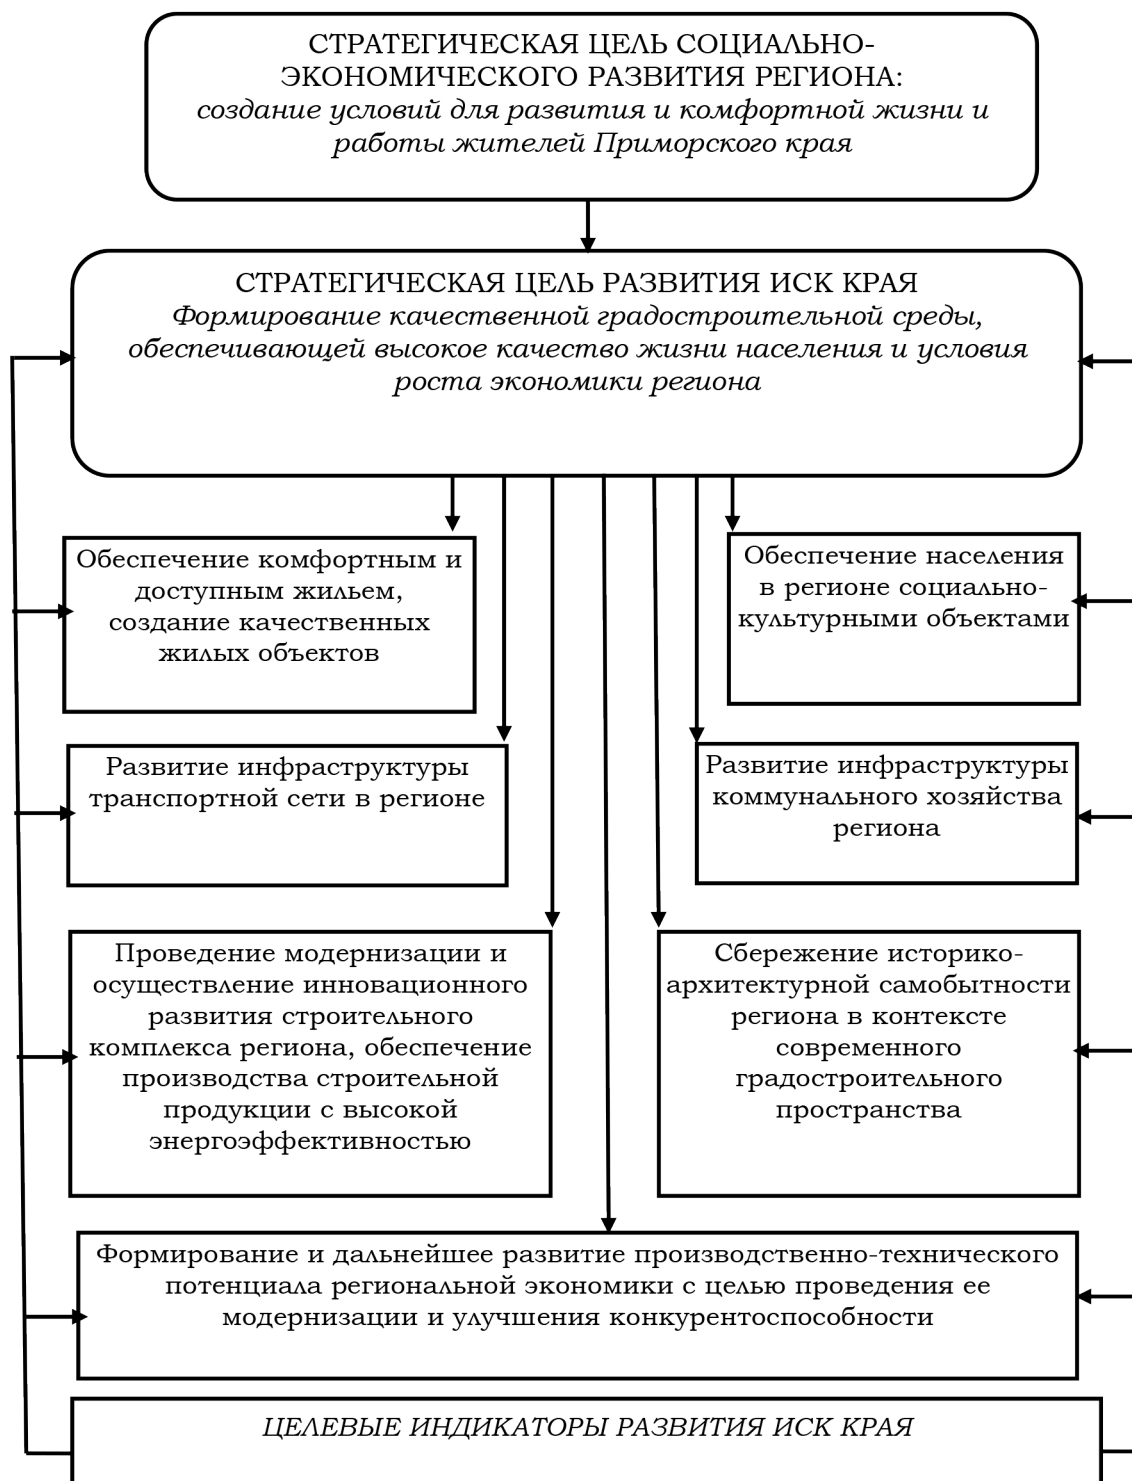 СТРАТЕГИЧЕСКАЯ ЦЕЛЬ СОЦИАЛЬНО-
ЭКОНОМИЧЕСКОГО РАЗВИТИЯ РЕГИОНА:
создание условий для развития и комфортной жизни и
работы жителей Приморского края
СТРАТЕГИЧЕСКАЯ ЦЕЛЬ РАЗВИТИЯ ИСК КРАЯ
Формирование качественной градостроительной среды,
обеспечивающей высокое качество жизни населения и условия
роста экономики региона
Обеспечение комфортным и
доступным жильем,
создание качественных
жилых объектов
Обеспечение населения
в регионе социально-
культурными объектами
Развитие инфраструктуры
транспортной сети в регионе
Развитие инфраструктуры
коммунального хозяйства
региона
Проведение модернизации и
осуществление инновационного
развития строительного
комплекса региона, обеспечение
производства строительной
продукции с высокой
энергоэффективностью
Сбережение историко-
архитектурной самобытности
региона в контексте
современного
градостроительного
пространства
Формирование и дальнейшее развитие производственно-технического
потенциала региональной экономики с целью проведения ее
модернизации и улучшения конкурентоспособности
ЦЕЛЕВЫЕ ИНДИКАТОРЫ РАЗВИТИЯ ИСК КРАЯ